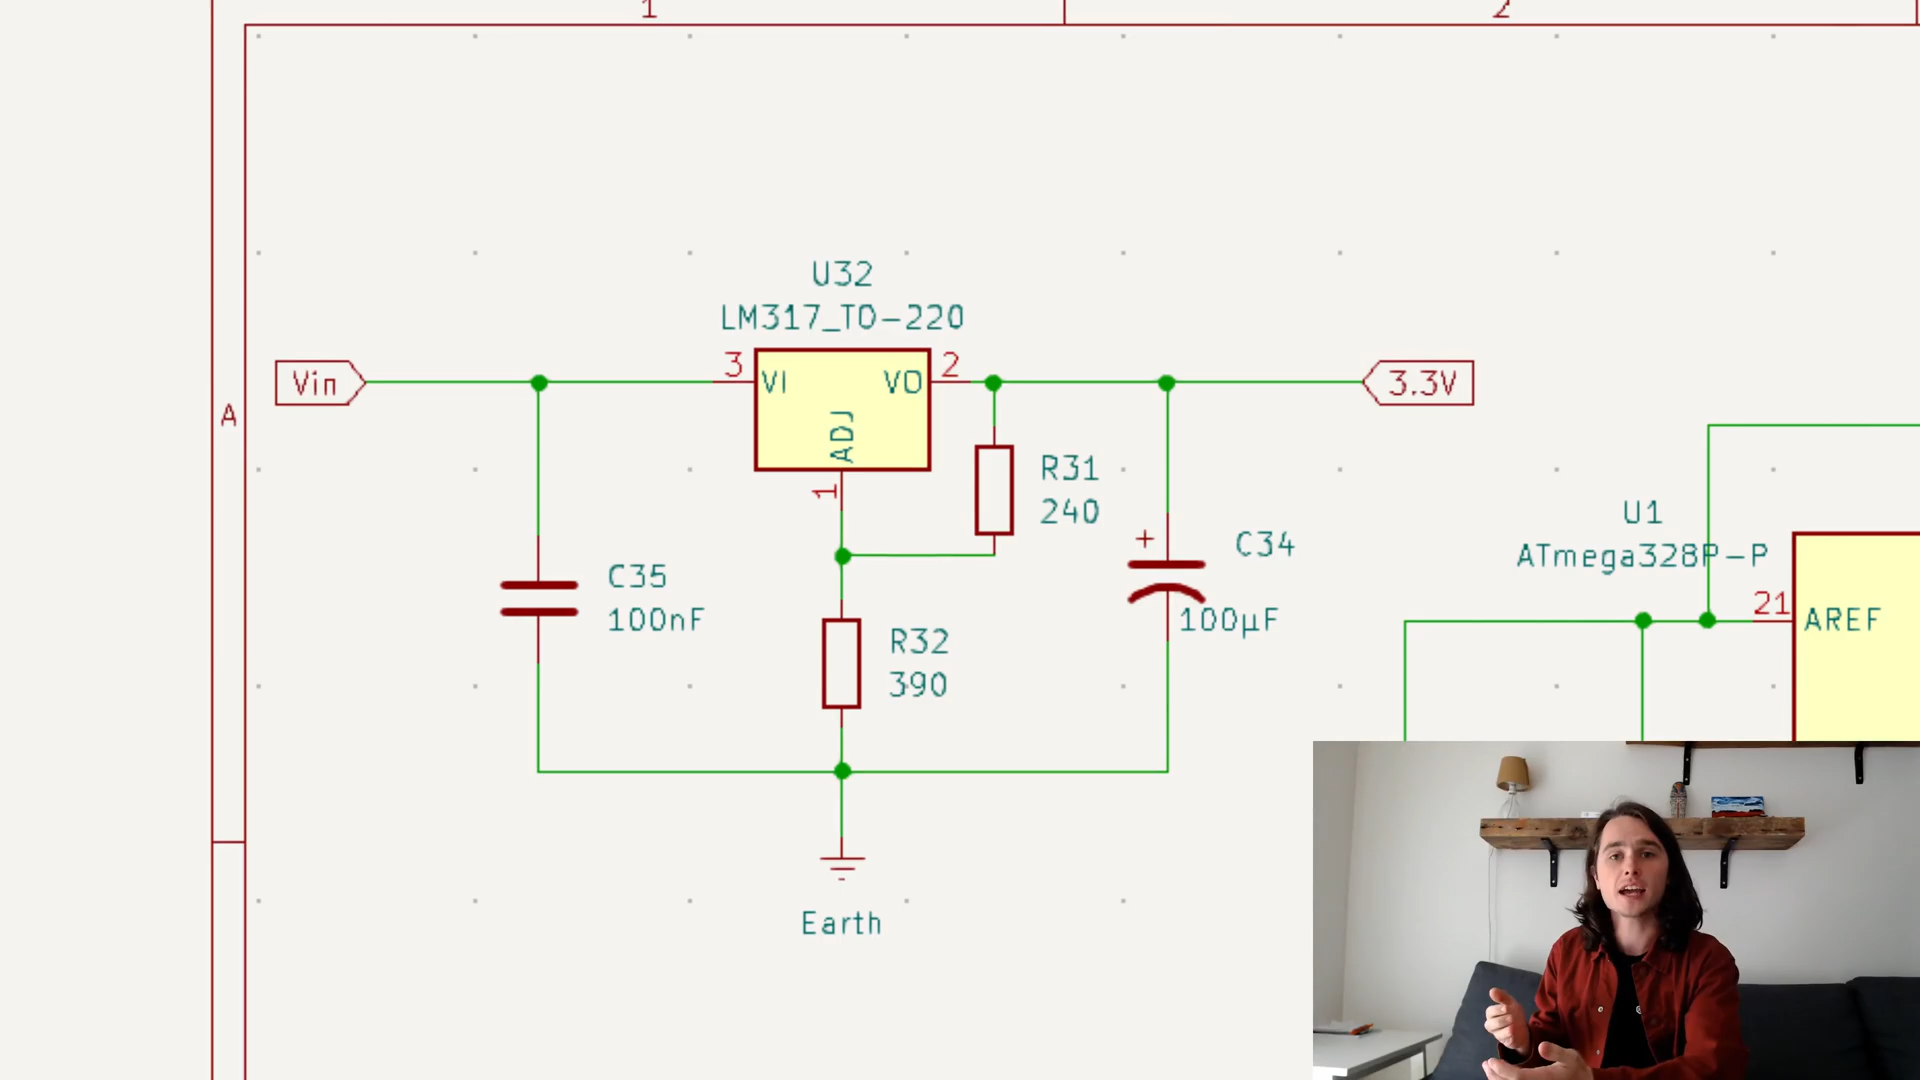 1
2
A
U32
LM317_TO-220
Vin
3
VI
VO
2
3.3V
ADJ
1
R31
240
C35
100nF
+
C34
100µF
R32
390
Earth
U1
ATmega328P-P
21
AREF